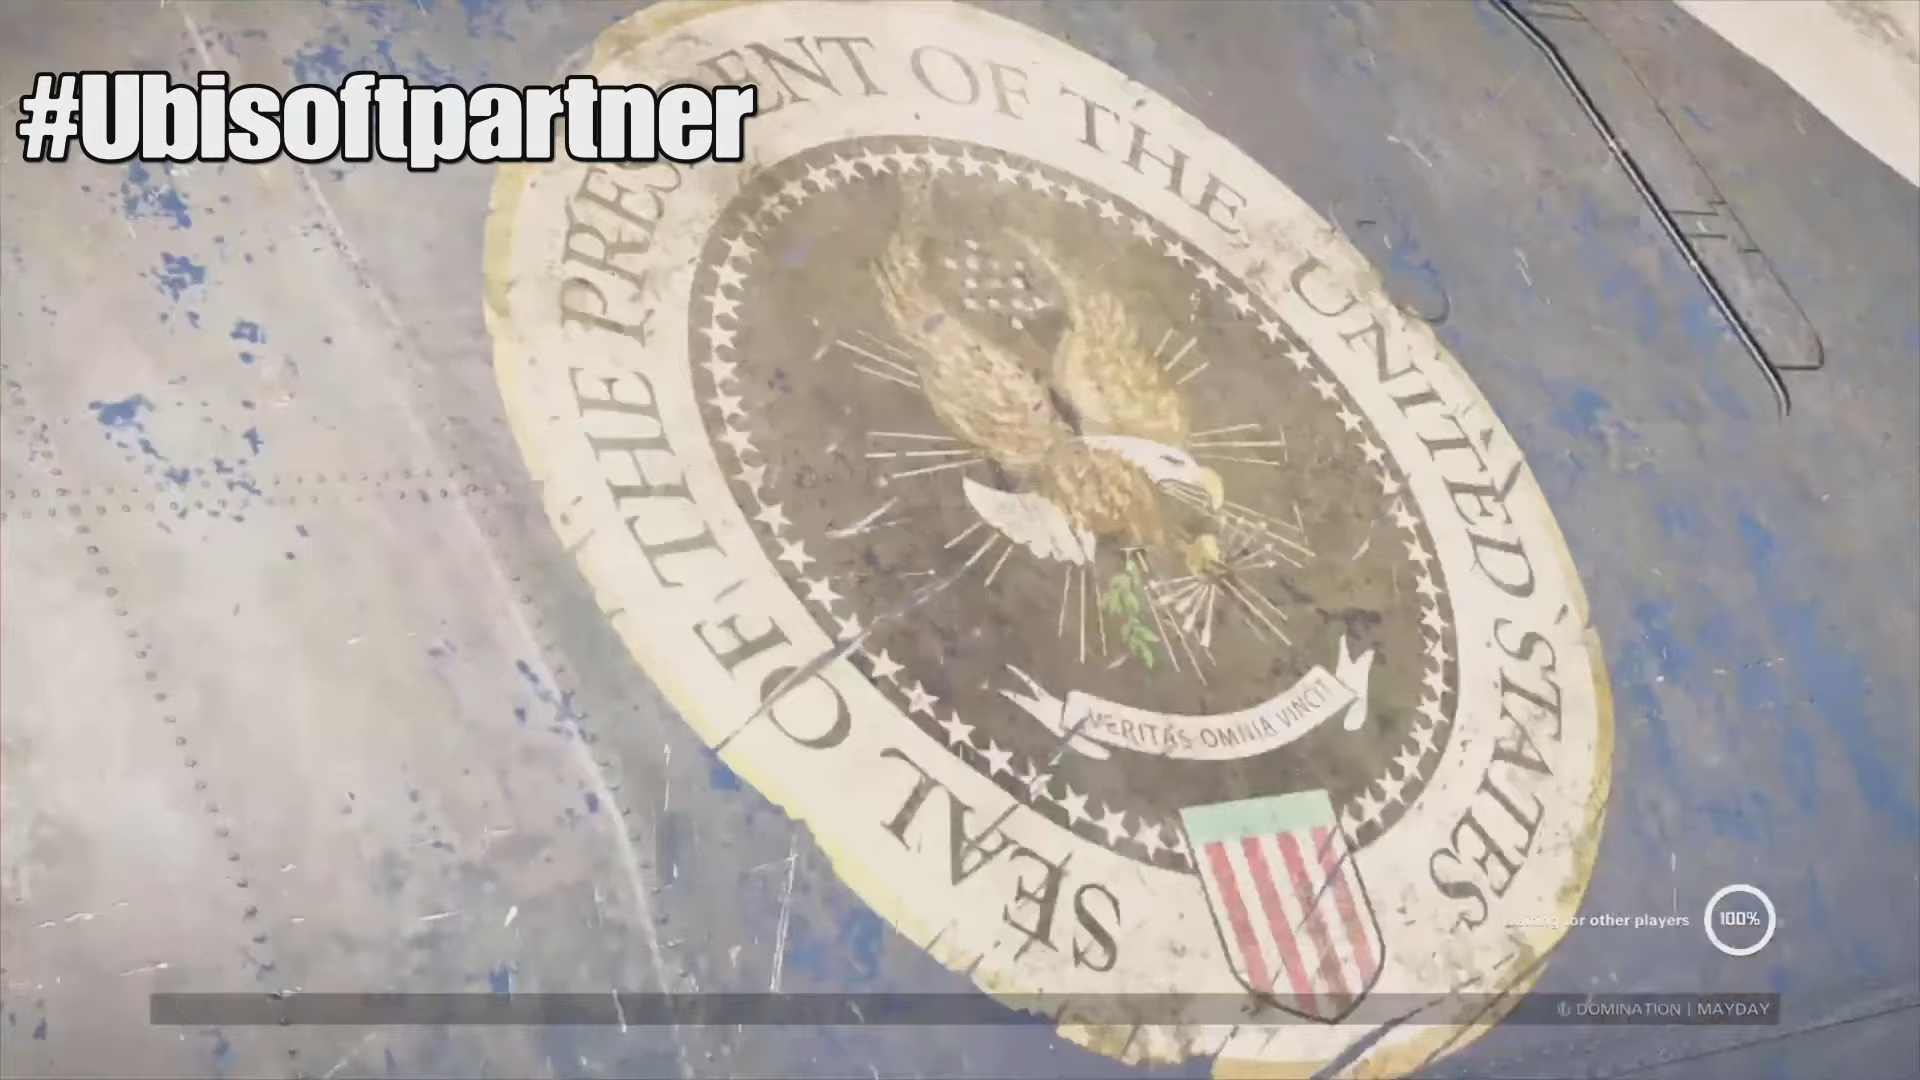 #Ubisoftpartner
SEAL OF THE PRESIDENT OF THE UNITED STATES
VERITAS OMNIA VINCIT
for other players
100%
DOMINATION | MAYDAY